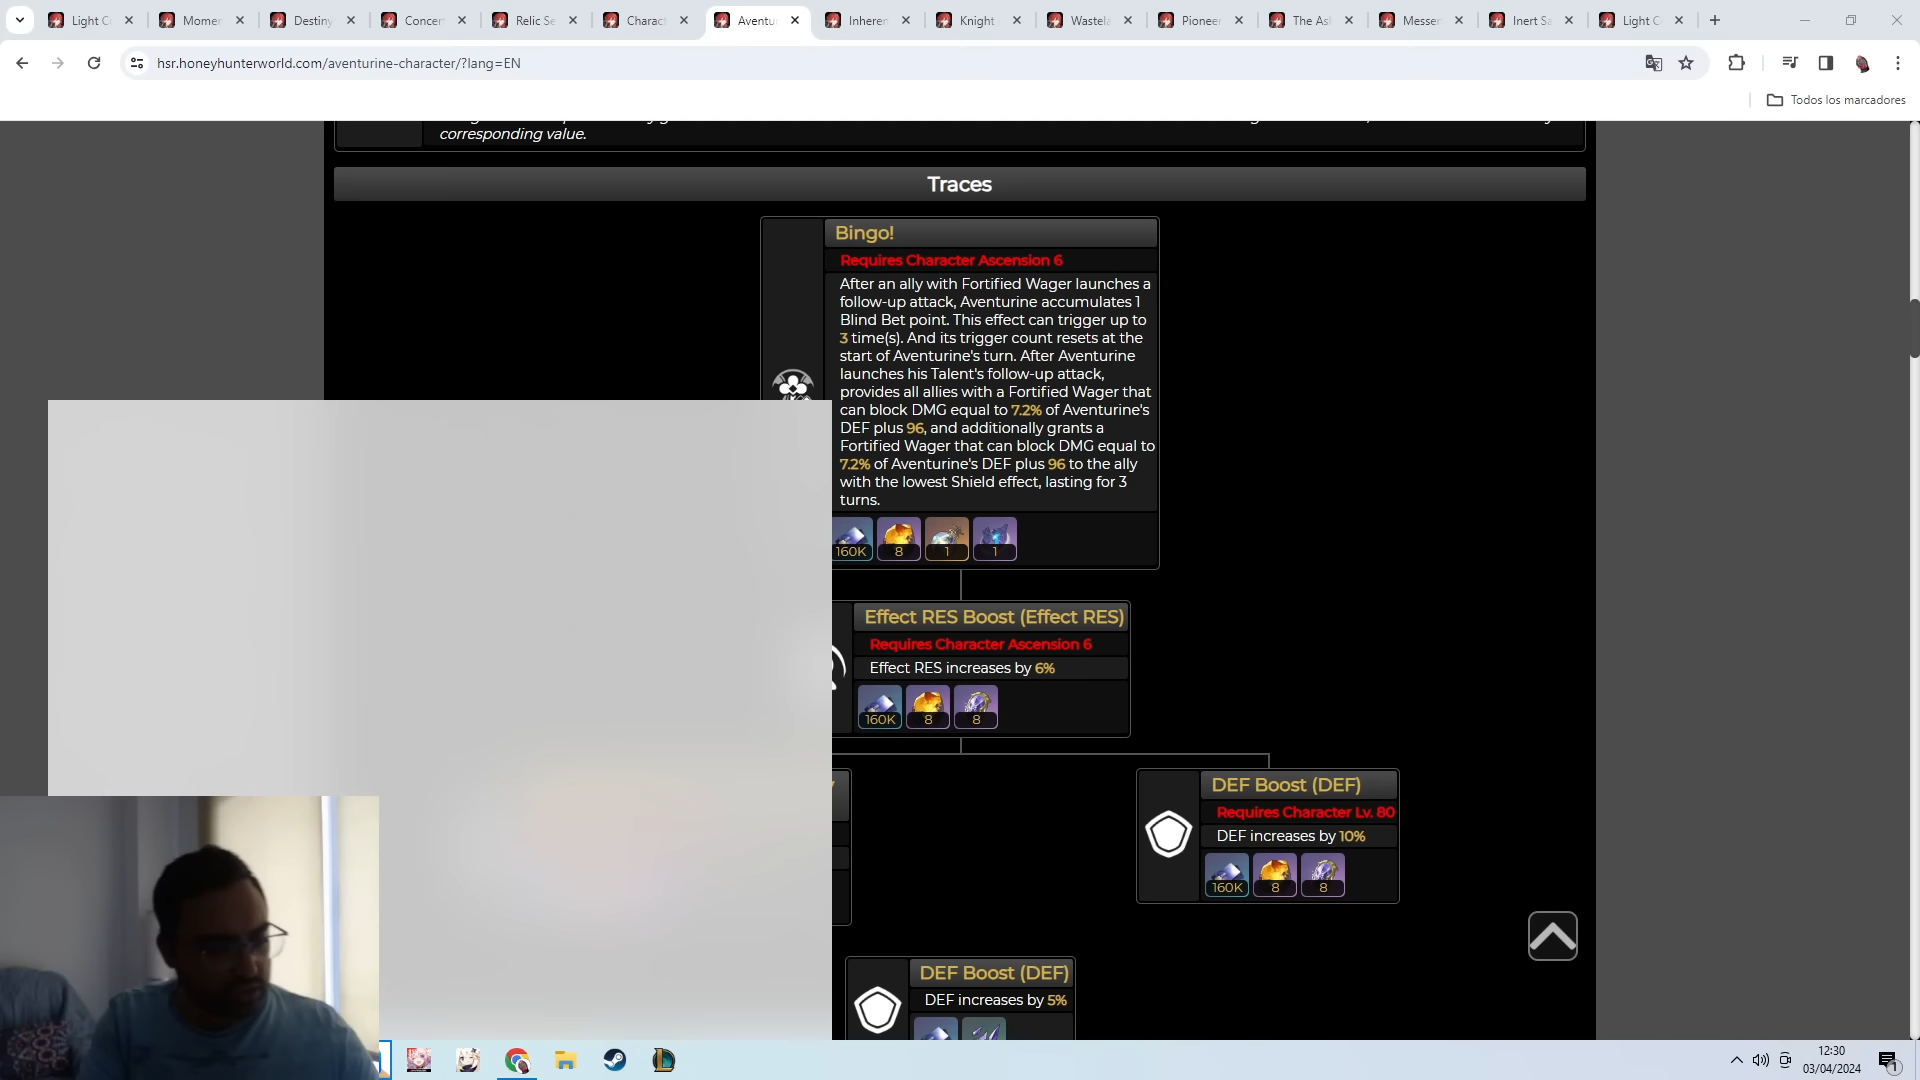 Light C
Momen
Destiny
Concer
Relic Se
Charact
Aventu
Inheren
Knight
Wastela
Pioneer
The As
Messen
Inert Sa
Light C
hsr.honeyhunterworld.com/aventurine-character/?lang=EN
Todos los marcadores
corresponding value.
Traces
Bingo!
Requires Character Ascension 6
After an ally with Fortified Wager launches a
follow-up attack, Aventurine accumulates 1
Blind Bet point. This effect can trigger up to
3 time(s). And its trigger count resets at the
start of Aventurine's turn. After Aventurine
launches his Talent's follow-up attack,
provides all allies with a Fortified Wager that
can block DMG equal to 7.2% of Aventurine's
DEF plus 96, and additionally grants a
Fortified Wager that can block DMG equal to
7.2% of Aventurine's DEF plus 96 to the ally
with the lowest Shield effect, lasting for 3
turns.
160K 8 1 1
Effect RES Boost (Effect RES)
Requires Character Ascension 6
Effect RES increases by 6%
160K 8 8
DEF Boost (DEF)
Requires Character Lv. 80
DEF increases by 10%
160K 8 8
DEF Boost (DEF)
DEF increases by 5%
12:30
03/04/2024
1